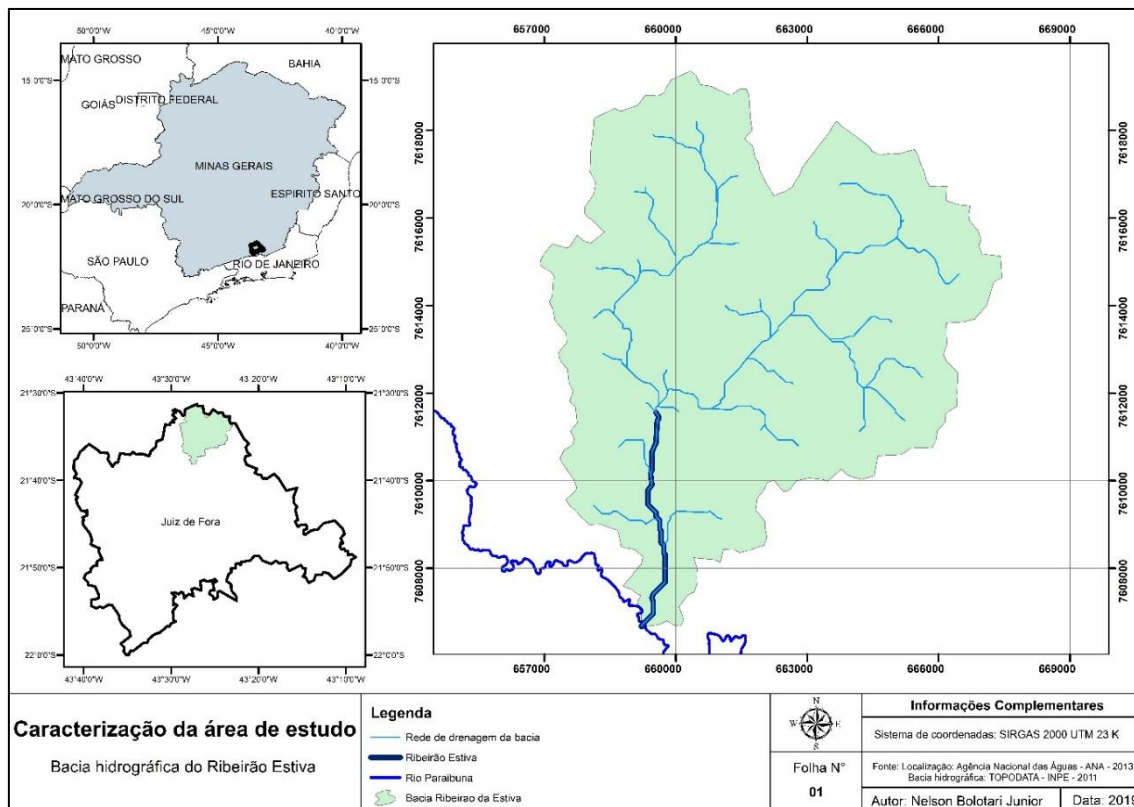 50°0'0"S
45°0'0"S
40°0'0"S
MATO GROSSO
BAHIA
15°0'0"S
15°0'0"S
GOIÁS
DISTRITO FEDERAL
MINAS GERAIS
ESPIRITO SANTO
MATO GROSSO DO SUL
20°0'0"S
20°0'0"S
SÃO PAULO
RIO DE JANEIRO
PARANÁ
25°0'0"S
25°0'0"S
50°0'0"S
45°0'0"S
40°0'0"S
43°40'0"S
43°30'0"S
43°20'0"S
43°10'0"S
21°30'0"S
21°30'0"S
21°40'0"S
21°40'0"S
Juiz de Fora
21°50'0"S
21°50'0"S
22°0'0"S
22°0'0"S
43°40'0"S
43°30'0"S
43°20'0"S
43°10'0"S
657000
660000
663000
666000
669000
7618000
7618000
7616000
7616000
7614000
7614000
7612000
7612000
7610000
7610000
7608000
7608000
657000
660000
663000
666000
669000
Caracterização da área de estudo
Bacia hidrográfica do Ribeirão Estiva
Legenda
Rede de drenagem da bacia
Ribeirão Estiva
Rio Paraibuna
Bacia Ribeirao da Estiva
N
W
E
S
Folha N°
01
Informações Complementares
Sistema de coordenadas: SIRGAS 2000 UTM 23 K
Fonte: Localização: Agência Nacional das Águas - ANA - 2013
Bacia hidrográfica: TOPODATA - INPE - 2011
Autor: Nelson Bolotari Junior
Data: 2019